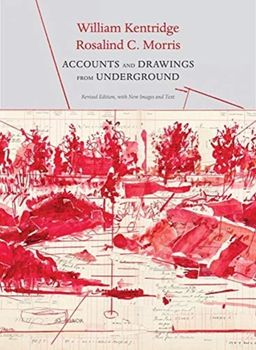 William Kentridge
Rosalind C. Morris
ACCOUNTS AND DRAWINGS
FROM UNDERGROUND
Revised Edition, with New Images and Text